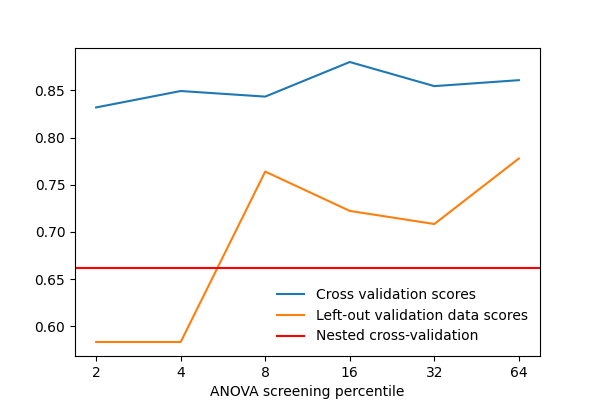 0.85
0.80
0.75
0.70
0.65
0.60
Cross validation scores
Left-out validation data scores
Nested cross-validation
2 4 8 16 32 64
ANOVA screening percentile